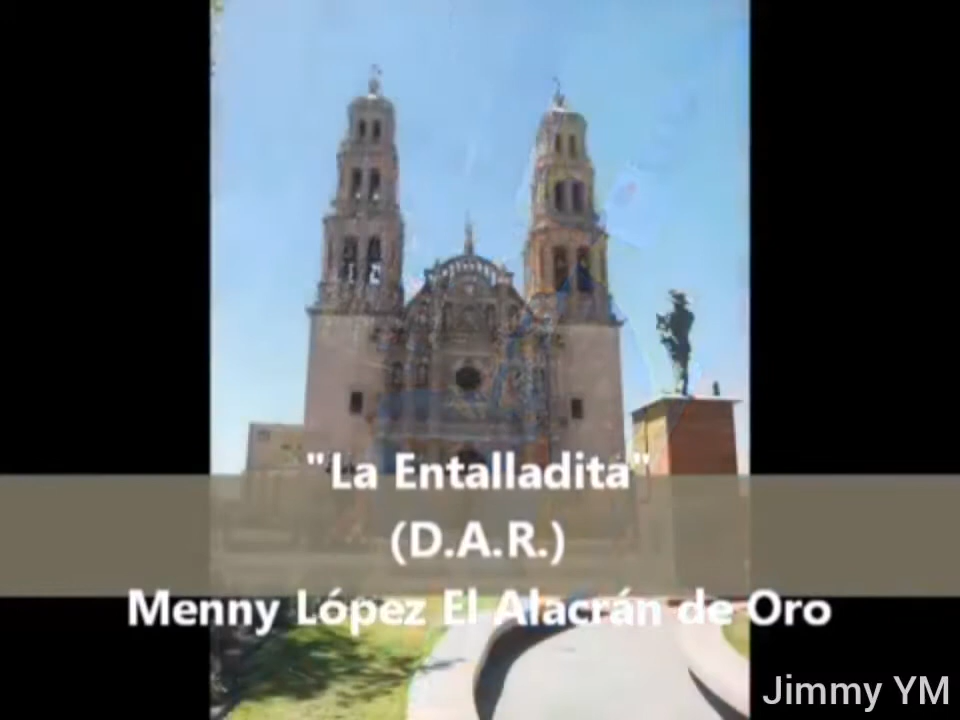 "La Entalladita"
(D.A.R.)
Menny López El Alacrán de Oro
Jimmy YM